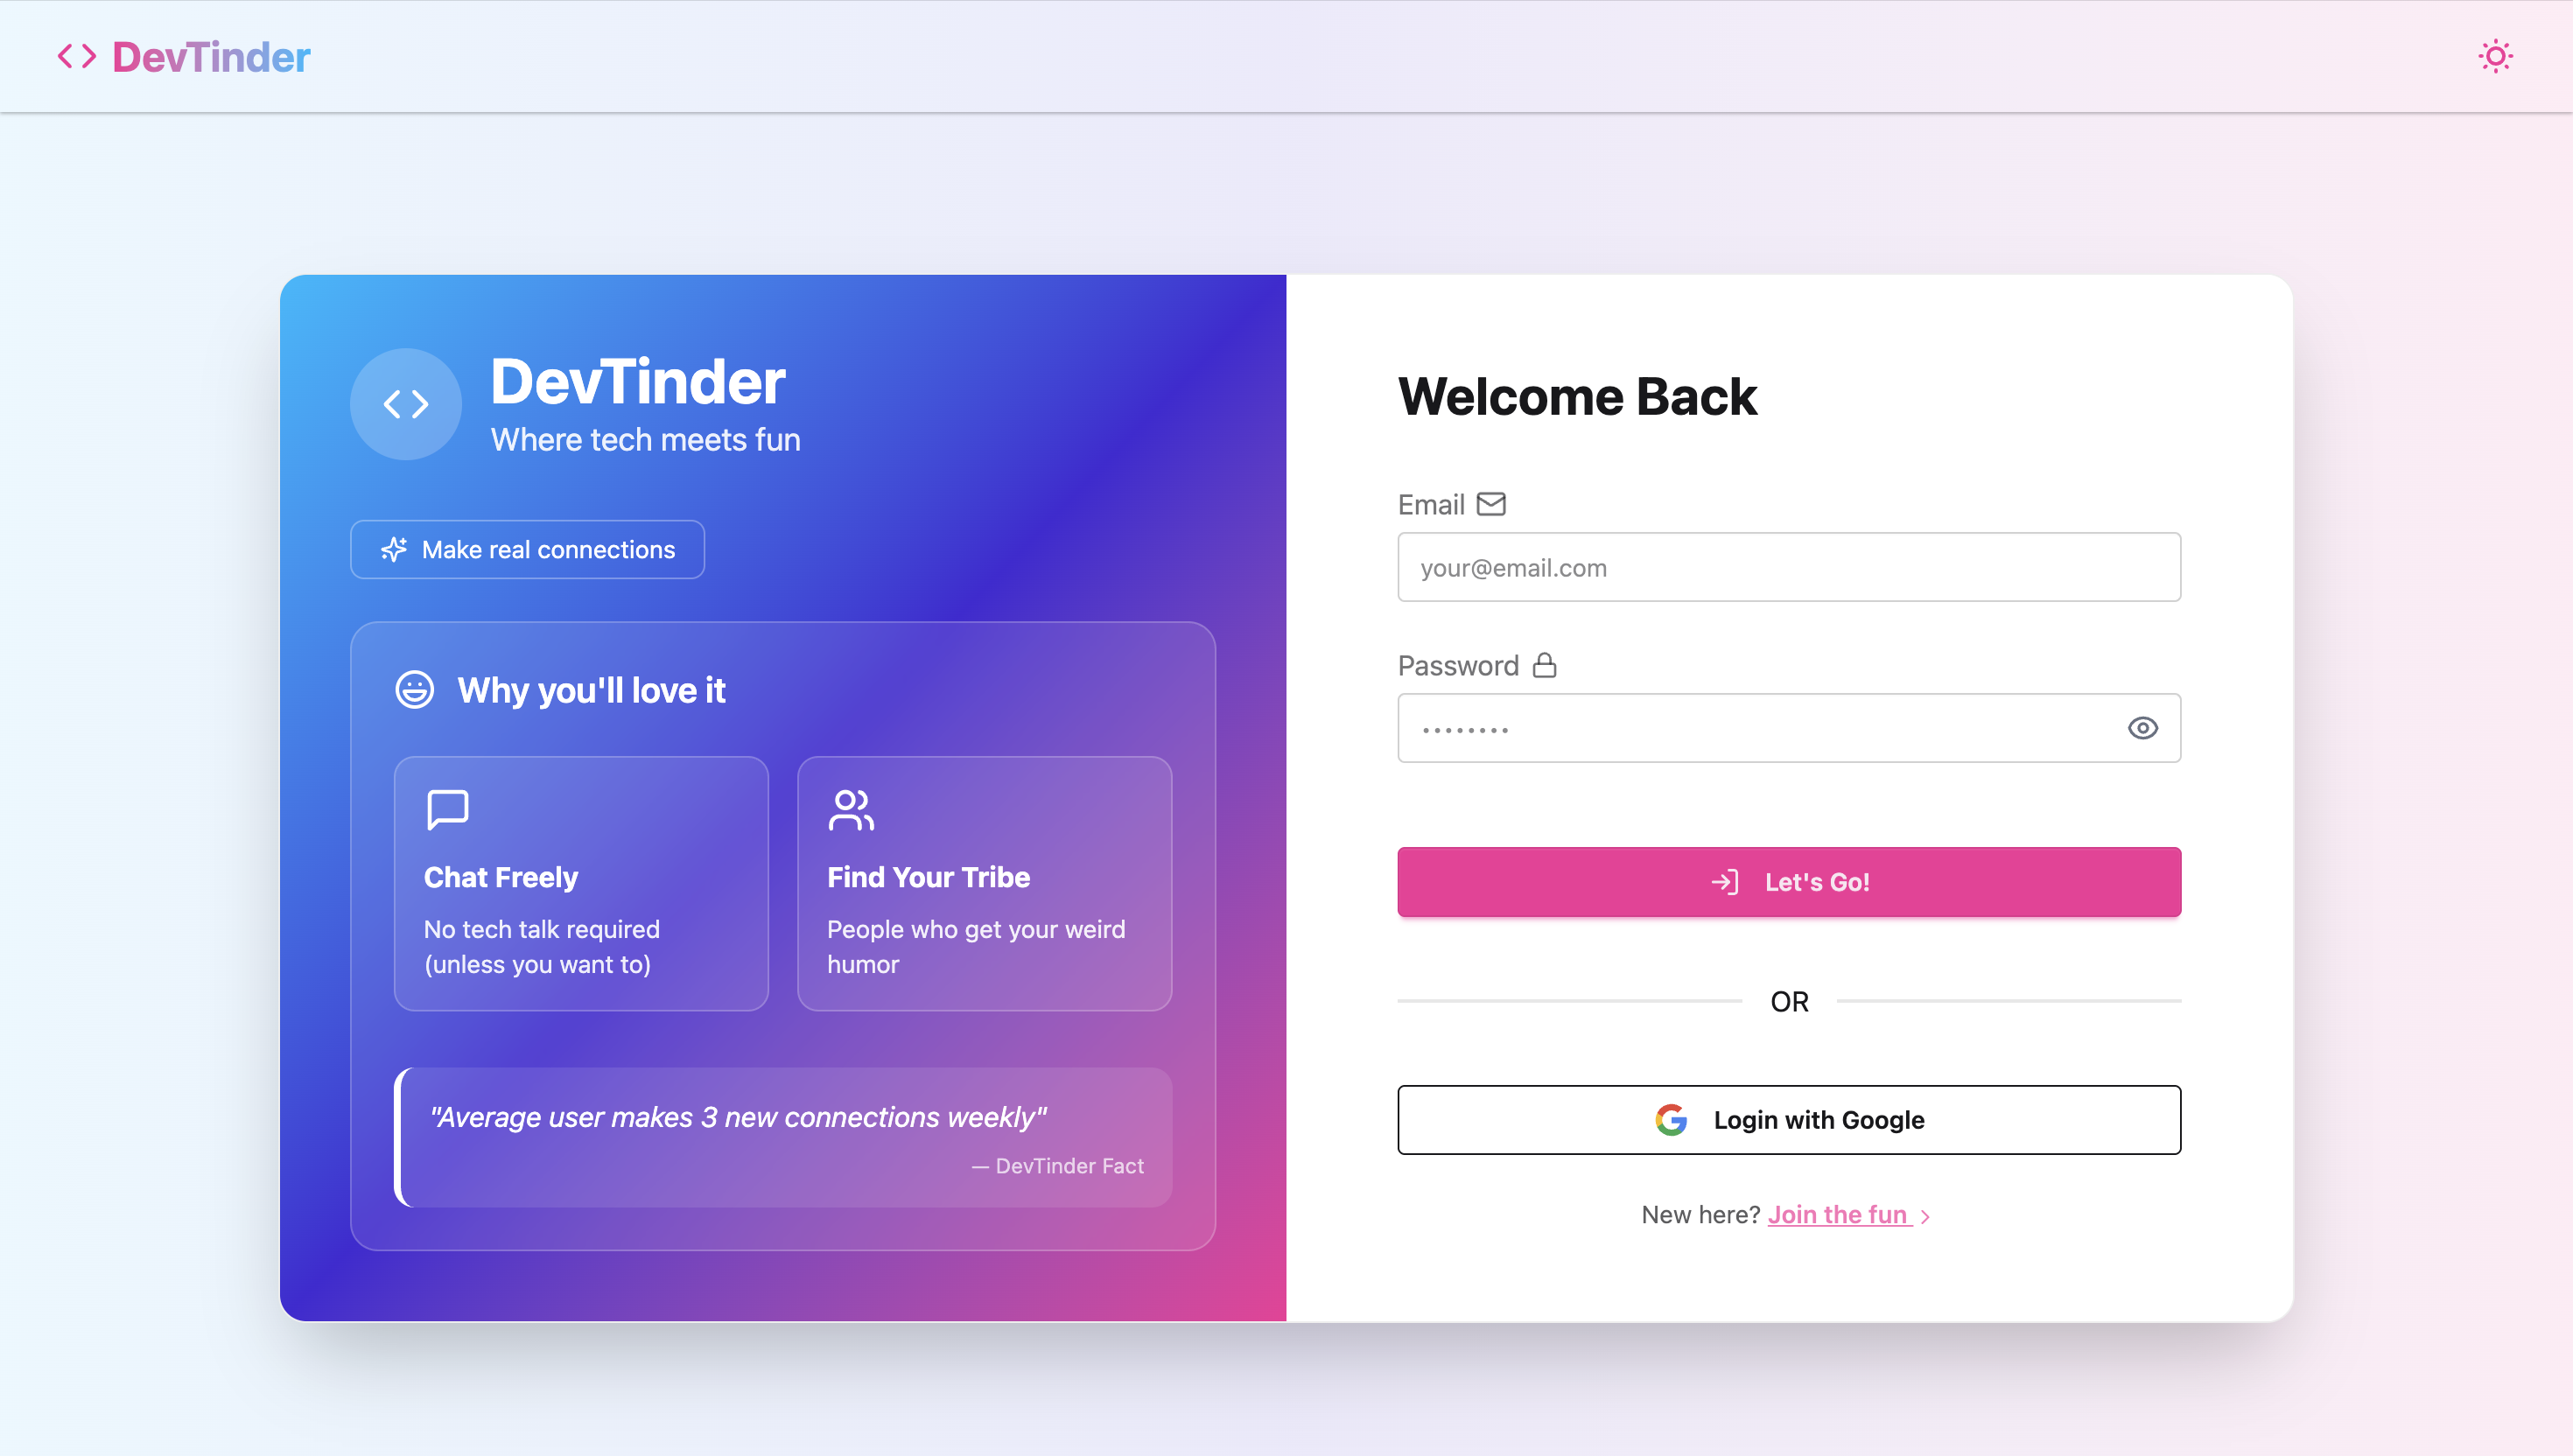 DevTinder
DevTinder
Where tech meets fun
Make real connections
Why you'll love it
Chat Freely
No tech talk required
(unless you want to)
Find Your Tribe
People who get your weird
humor
"Average user makes 3 new connections weekly"
— DevTinder Fact
Welcome Back
Email
your@email.com
Password
••••••••
Let's Go!
OR
Login with Google
New here? Join the fun